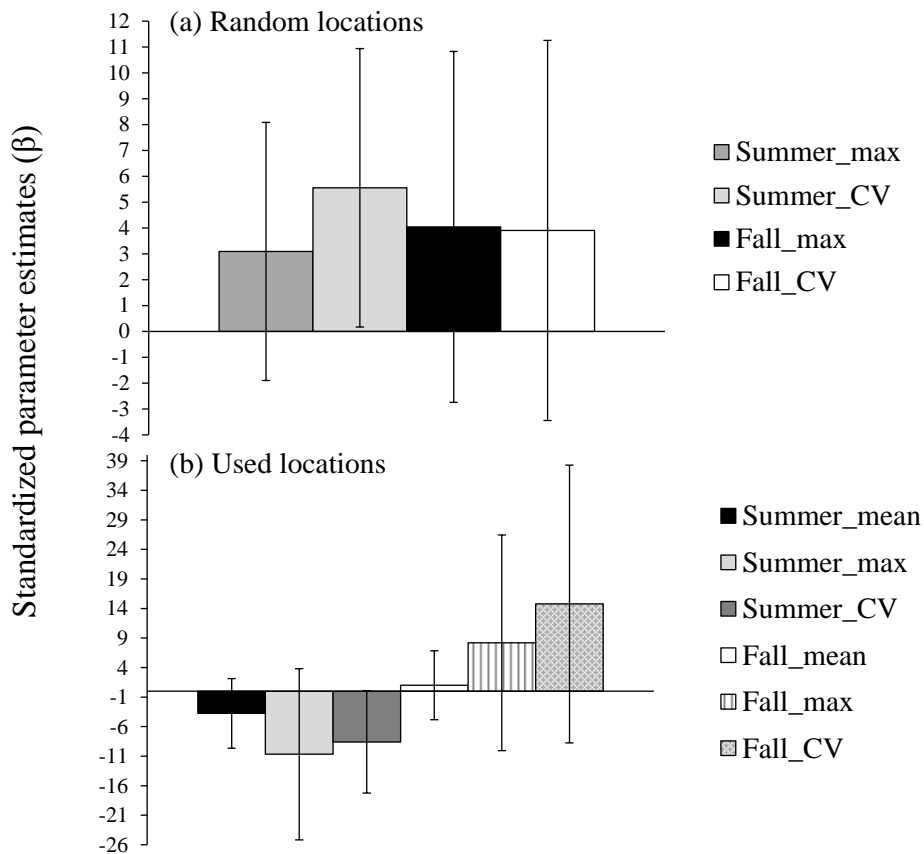 Standardized parameter estimates (β)
(a) Random locations
12
11
10
9
8
7
6
5
4
3
2
1
0
-1
-2
-3
-4
Summer_max
Summer_CV
Fall_max
Fall_CV
(b) Used locations
39
34
29
24
19
14
9
4
-1
-6
-11
-16
-21
-26
Summer_mean
Summer_max
Summer_CV
Fall_mean
Fall_max
Fall_CV